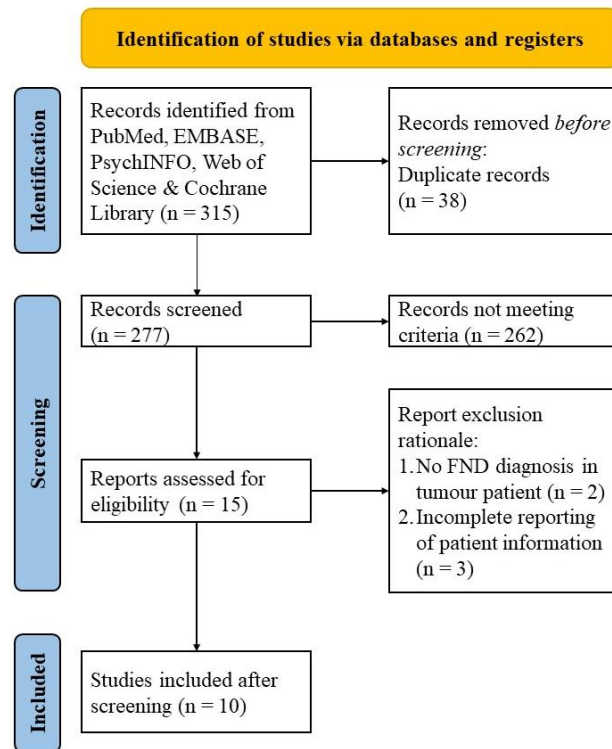 Identification of studies via databases and registers
Identification
Records identified from
PubMed, EMBASE,
PsychINFO, Web of
Science & Cochrane
Library (n = 315)
Records removed before
screening:
Duplicate records
(n = 38)
Screening
Records screened
(n = 277)
Records not meeting
criteria (n = 262)
Reports assessed for
eligibility (n = 15)
Report exclusion
rationale:
1. No FND diagnosis in
tumour patient (n = 2)
2. Incomplete reporting
of patient information
(n = 3)
Included
Studies included after
screening (n = 10)